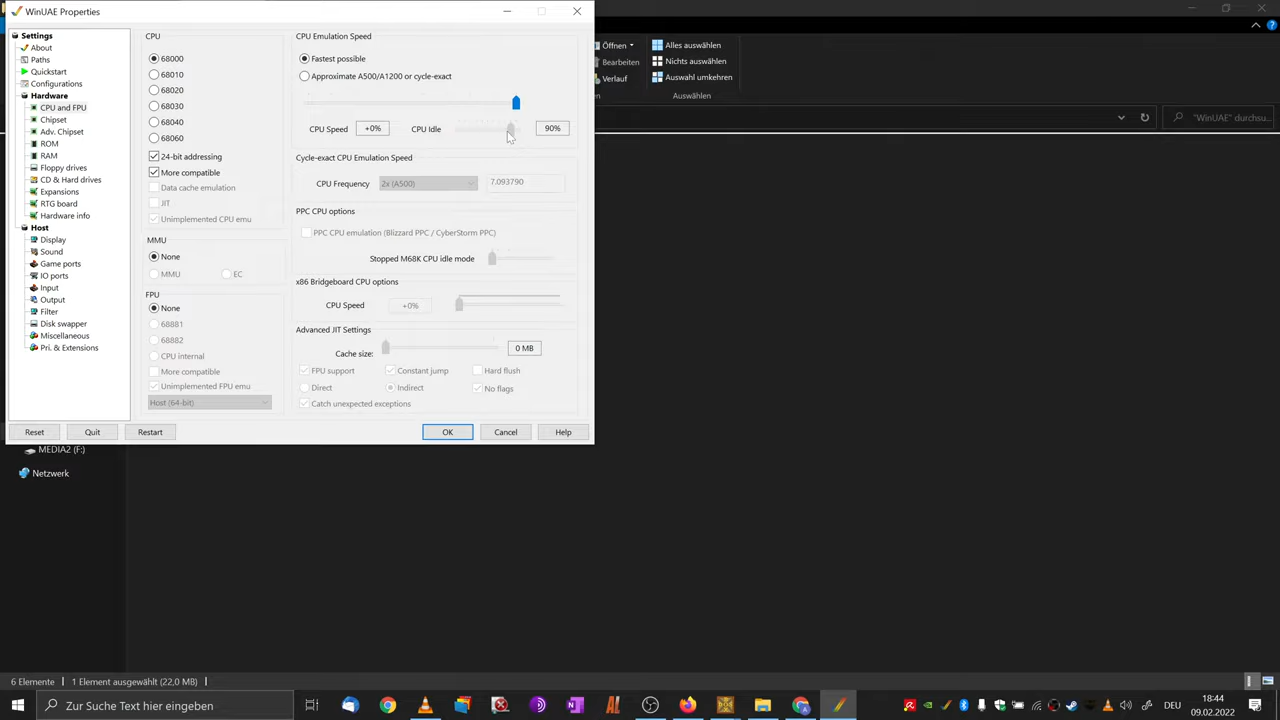 WinUAE Properties
Settings
About
Paths
Quickstart
Configurations
Hardware
CPU and FPU
Chipset
Adv. Chipset
ROM
RAM
Floppy drives
CD & Hard drives
Expansions
RTG board
Hardware info
Host
Display
Sound
Game ports
IO ports
Input
Output
Filter
Disk swapper
Miscellaneous
Pri. & Extensions
CPU
68000
68010
68020
68030
68040
68060
24-bit addressing
More compatible
Data cache emulation
JIT
Unimplemented CPU emu
MMU
None
MMU EC
FPU
None
68881
68882
CPU internal
More compatible
Unimplemented FPU emu
Host (64-bit)
CPU Emulation Speed
Fastest possible
Approximate A500/A1200 or cycle-exact
CPU Speed +0% CPU Idle 90%
Cycle-exact CPU Emulation Speed
CPU Frequency 2x (A500) 7.093790
PPC CPU options
PPC CPU emulation (Blizzard PPC / CyberStorm PPC)
Stopped M68K CPU idle mode
x86 Bridgeboard CPU options
CPU Speed +0%
Advanced JIT Settings
Cache size: 0 MB
FPU support Constant jump Hard flush
Direct Indirect No flags
Catch unexpected exceptions
Reset Quit Restart OK Cancel Help
Öffnen Alles auswählen
Bearbeiten Nichts auswählen
Verlauf Auswahl umkehren
en Auswählen
"WinUAE" durchsu...
MEDIA2 (F:)
Netzwerk
6 Elemente 1 Element ausgewählt (22,0 MB)
Zur Suche Text hier eingeben
DEU
18:44
09.02.2022